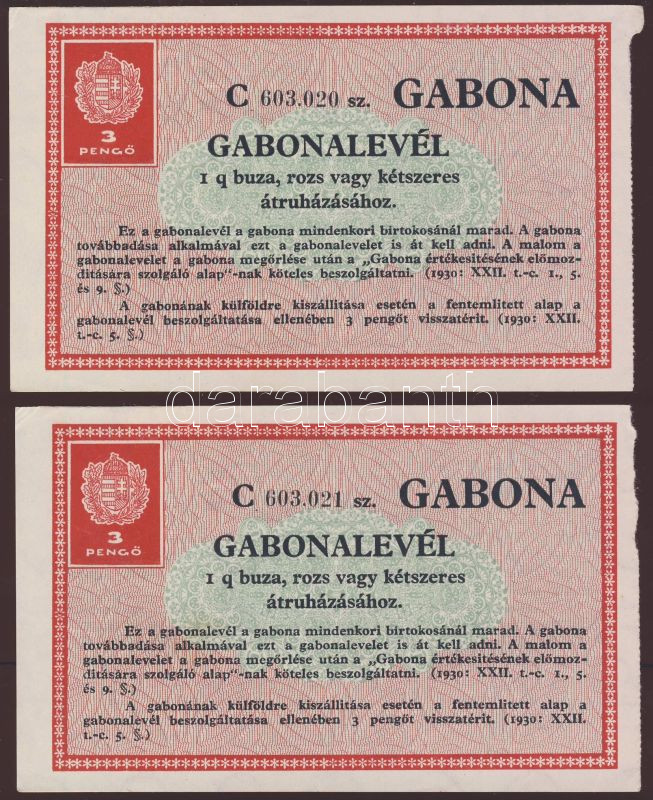 3
PENGŐ
C 603.020 sz. GABONA
GABONALEVÉL
1 q buza, rozs vagy kétszeres
átruházásához.
Ez a gabonalevél a gabona mindenkori birtokosánál marad. A gabona
továbbadása alkalmával ezt a gabonalevelet is át kell adni. A malom a
gabonalevelet a gabona megőrlése után a „Gabona értékesitésének előmoz-
ditására szolgáló alap“-nak köteles beszolgáltatni. (1930: XXII. t.-c. 1., 5.
és 9. §.)
A gabonának külföldre kiszállitása esetén a fentemlitett alap a
gabonalevél beszolgáltatása ellenében 3 pengőt visszatérit. (1930: XXII.
t.-c. 5. §.)
darabanth
3
PENGŐ
C 603.021 sz. GABONA
GABONALEVÉL
1 q buza, rozs vagy kétszeres
átruházásához.
Ez a gabonalevél a gabona mindenkori birtokosánál marad. A gabona
továbbadása alkalmával ezt a gabonalevelet is át kell adni. A malom a
gabonalevelet a gabona megőrlése után a „Gabona értékesitésének előmoz-
ditására szolgáló alap“-nak köteles beszolgáltatni. (1930: XXII. t.-c. 1., 5.
és 9. §.)
A gabonának külföldre kiszállitása esetén a fentemlitett alap a
gabonalevél beszolgáltatása ellenében 3 pengőt visszatérit. (1930: XXII.
t.-c. 5. §.)